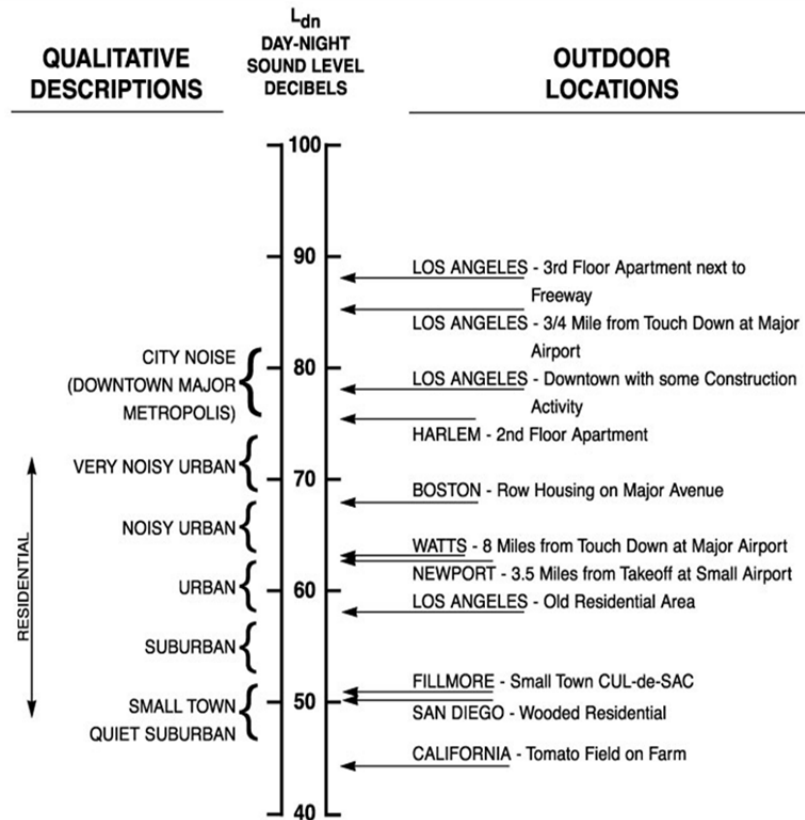 L dn
DAY-NIGHT
SOUND LEVEL
DECIBELS
QUALITATIVE
DESCRIPTIONS
OUTDOOR
LOCATIONS
100
90
80
70
60
50
40
CITY NOISE
(DOWNTOWN MAJOR
METROPOLIS)
VERY NOISY URBAN
NOISY URBAN
URBAN
SUBURBAN
SMALL TOWN
QUIET SUBURBAN
RESIDENTIAL
LOS ANGELES - 3rd Floor Apartment next to
Freeway
LOS ANGELES - 3/4 Mile from Touch Down at Major
Airport
LOS ANGELES - Downtown with some Construction
Activity
HARLEM - 2nd Floor Apartment
BOSTON - Row Housing on Major Avenue
WATTS - 8 Miles from Touch Down at Major Airport
NEWPORT - 3.5 Miles from Takeoff at Small Airport
LOS ANGELES - Old Residential Area
FILLMORE - Small Town CUL-de-SAC
SAN DIEGO - Wooded Residential
CALIFORNIA - Tomato Field on Farm